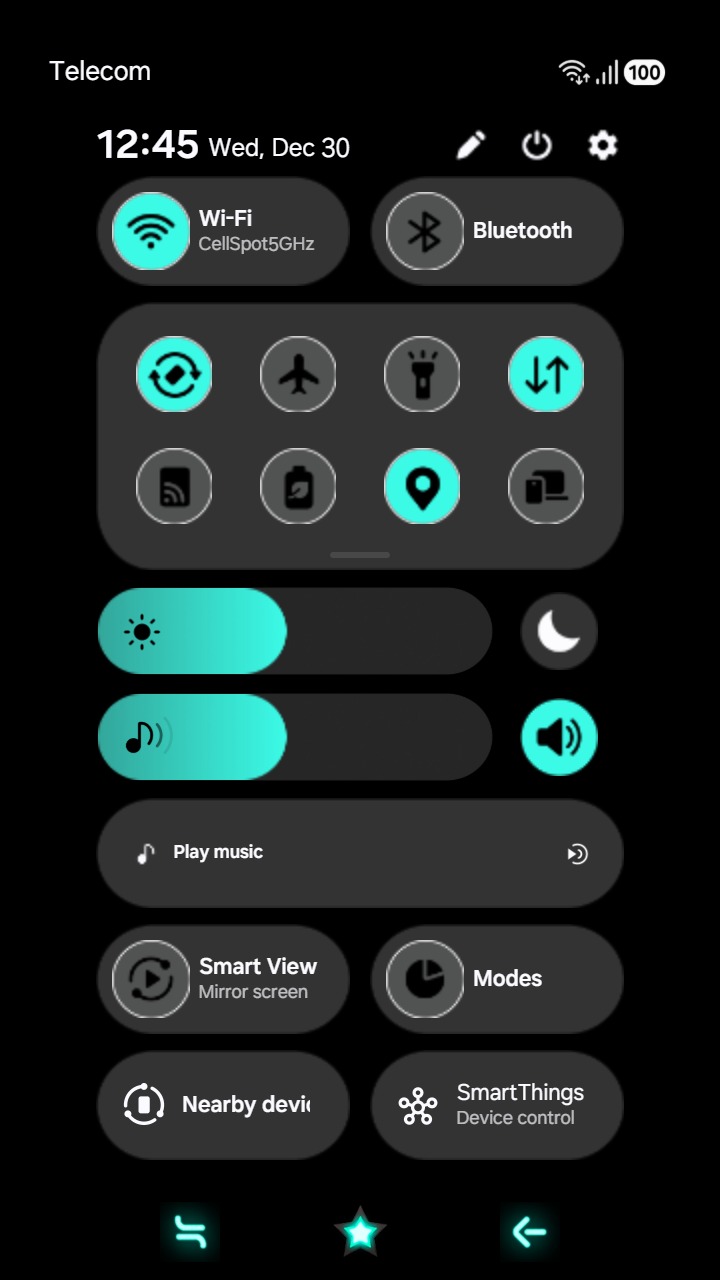 Telecom
100
12:45 Wed, Dec 30
Wi-Fi
CellSpot5GHz
Bluetooth
Play music
Smart View
Mirror screen
Modes
Nearby devi
SmartThings
Device control